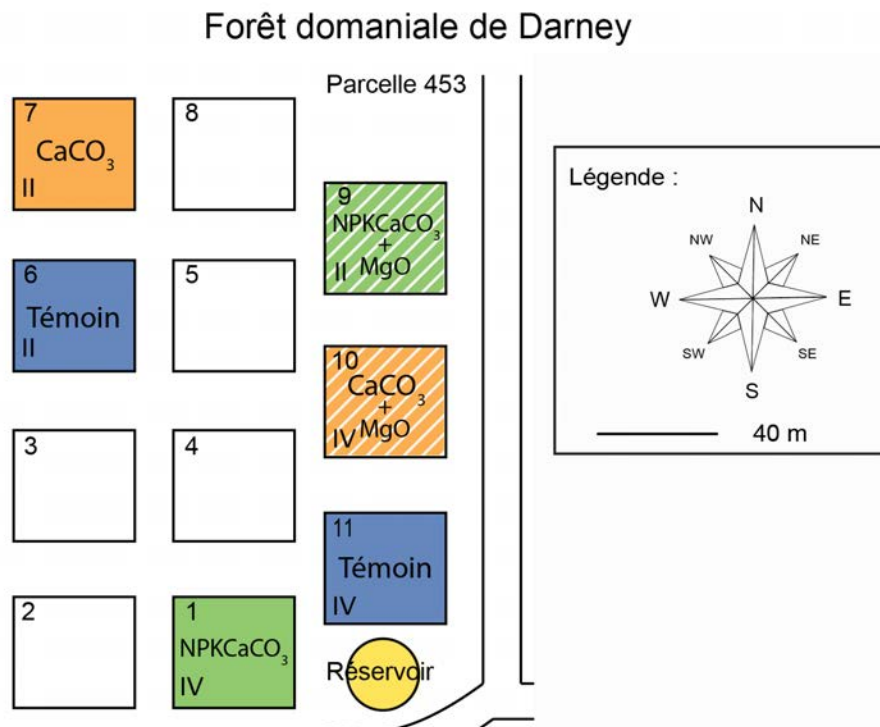 Forêt domaniale de Darney
Parcelle 453
7
CaCO₃
II
8
9
NPKCaCO₃
+
II MgO
6
Témoin
II
5
10
CaCO₃
+
IV MgO
3
4
11
Témoin
IV
2
1
NPKCaCO₃
IV
Réservoir
Légende :
N
NW NE
W E
SW SE
S
40 m